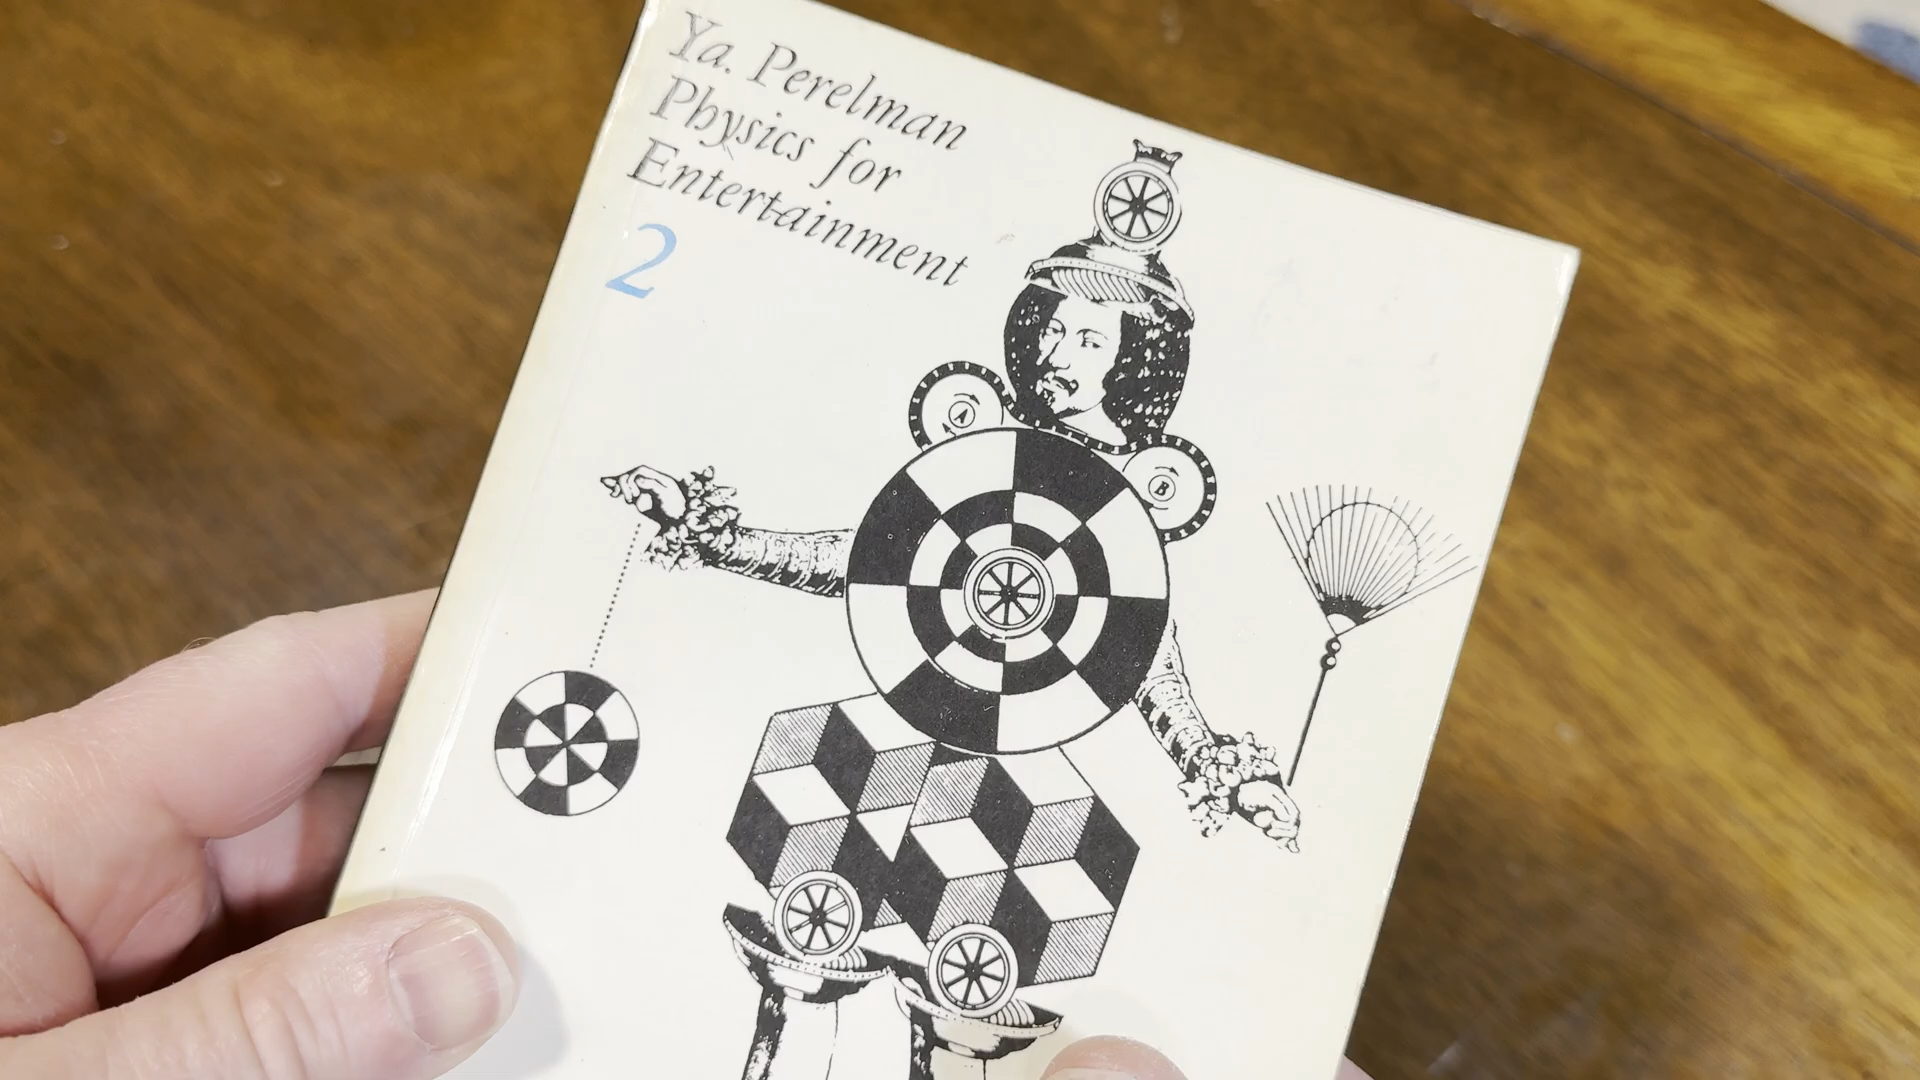 Ya. Perelman
Physics for
Entertainment
2
A
B